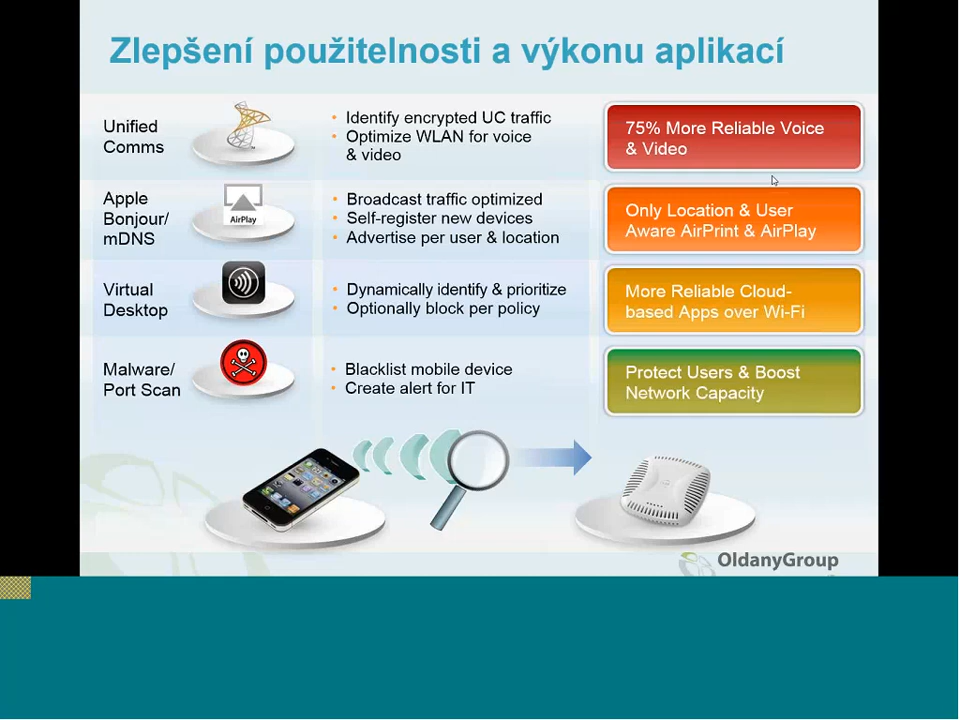 Zlepšení použitelnosti a výkonu aplikací
Unified
Comms
• Identify encrypted UC traffic
• Optimize WLAN for voice
& video
75% More Reliable Voice
& Video
Apple
Bonjour/
mDNS
AirPlay
• Broadcast traffic optimized
• Self-register new devices
• Advertise per user & location
Only Location & User
Aware AirPrint & AirPlay
Virtual
Desktop
• Dynamically identify & prioritize
• Optionally block per policy
More Reliable Cloud-
based Apps over Wi-Fi
Malware/
Port Scan
• Blacklist mobile device
• Create alert for IT
Protect Users & Boost
Network Capacity
OldanyGroup